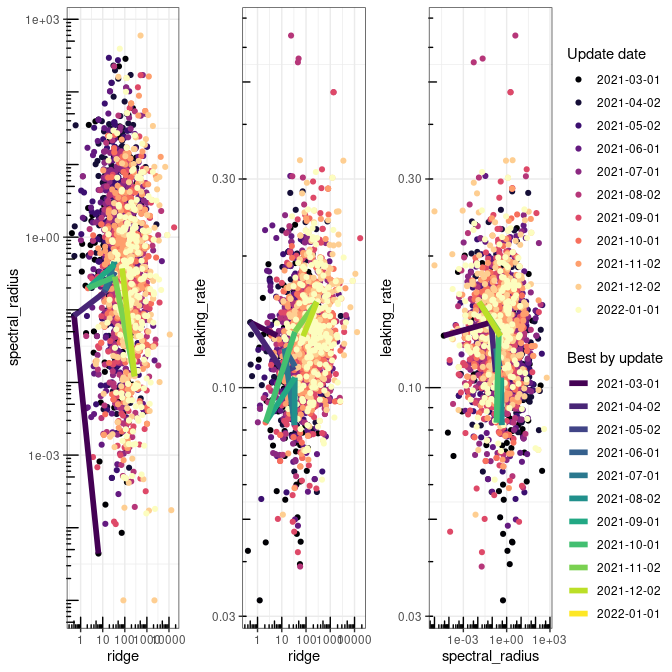 1e+03
1e+00
1e-03
spectral_radius
1
10
100
1000
10000
ridge
0.30
0.10
0.03
leaking_rate
1
10
100
1000
10000
ridge
0.30
0.10
0.03
leaking_rate
1e-03
1e+00
1e+03
spectral_radius
Update date
2021-03-01
2021-04-02
2021-05-02
2021-06-01
2021-07-01
2021-08-02
2021-09-01
2021-10-01
2021-11-02
2021-12-02
2022-01-01
Best by update
2021-03-01
2021-04-02
2021-05-02
2021-06-01
2021-07-01
2021-08-02
2021-09-01
2021-10-01
2021-11-02
2021-12-02
2022-01-01